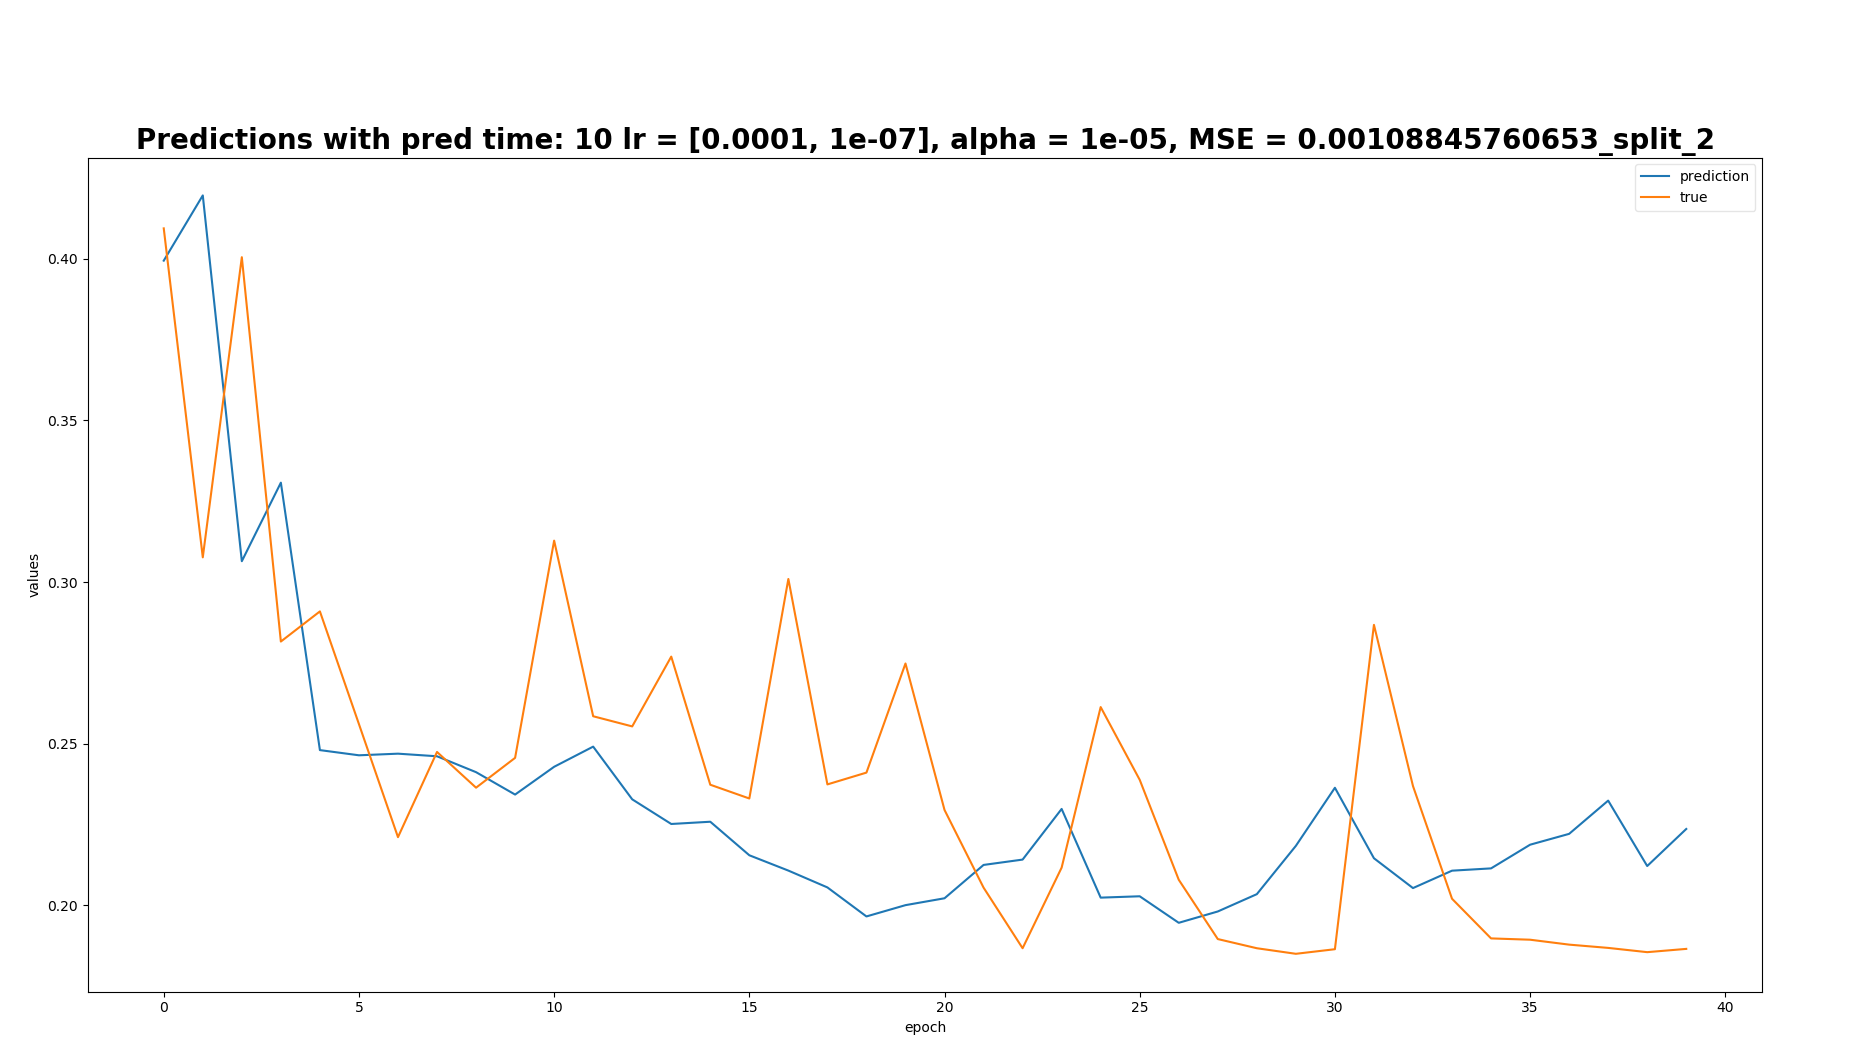 Predictions with pred time: 10 lr = [0.0001, 1e-07], alpha = 1e-05, MSE = 0.00108845760653_split_2
prediction
true
values
0.40
0.35
0.30
0.25
0.20
0 5 10 15 20 25 30 35 40
epoch